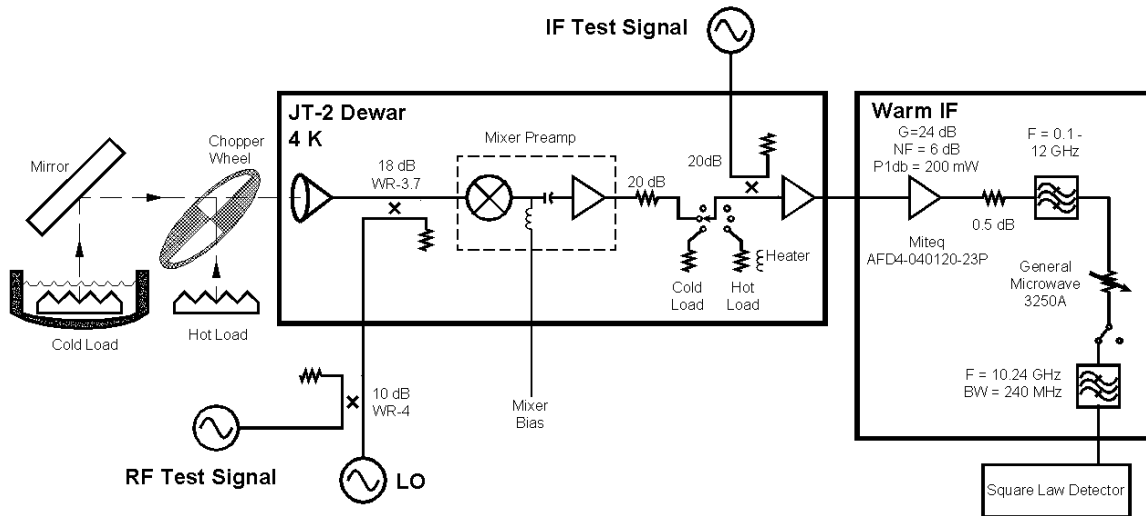 IF Test Signal
JT-2 Dewar
4 K
Warm IF
G=24 dB
NF = 6 dB
P1db = 200 mW
F = 0.1 -
12 GHz
Chopper
Wheel
Mirror
Mixer Preamp
18 dB
WR-3.7
20dB
20 dB
0.5 dB
Miteq
AFD4-040120-23P
Heater
General
Microwave
3250A
Cold
Load
Hot
Load
Hot Load
Cold Load
10 dB
WR-4
Mixer
Bias
F = 10.24 GHz
BW = 240 MHz
RF Test Signal
LO
Square Law Detector